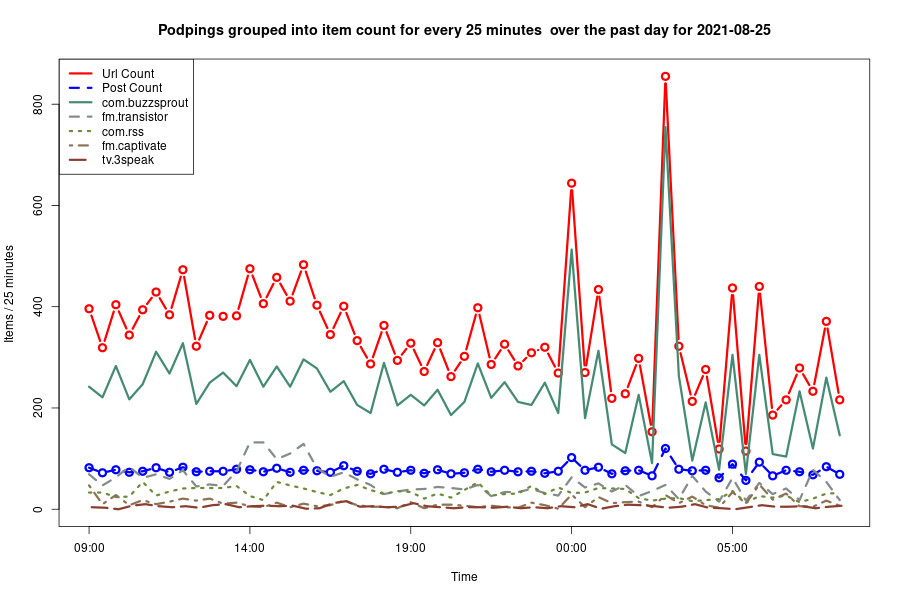 Podpings grouped into item count for every 25 minutes  over the past day for 2021-08-25
Url Count
Post Count
com.buzzsprout
fm.transistor
com.rss
fm.captivate
tv.3speak
Items / 25 minutes
800
600
400
200
0
09:00 14:00 19:00 00:00 05:00
Time